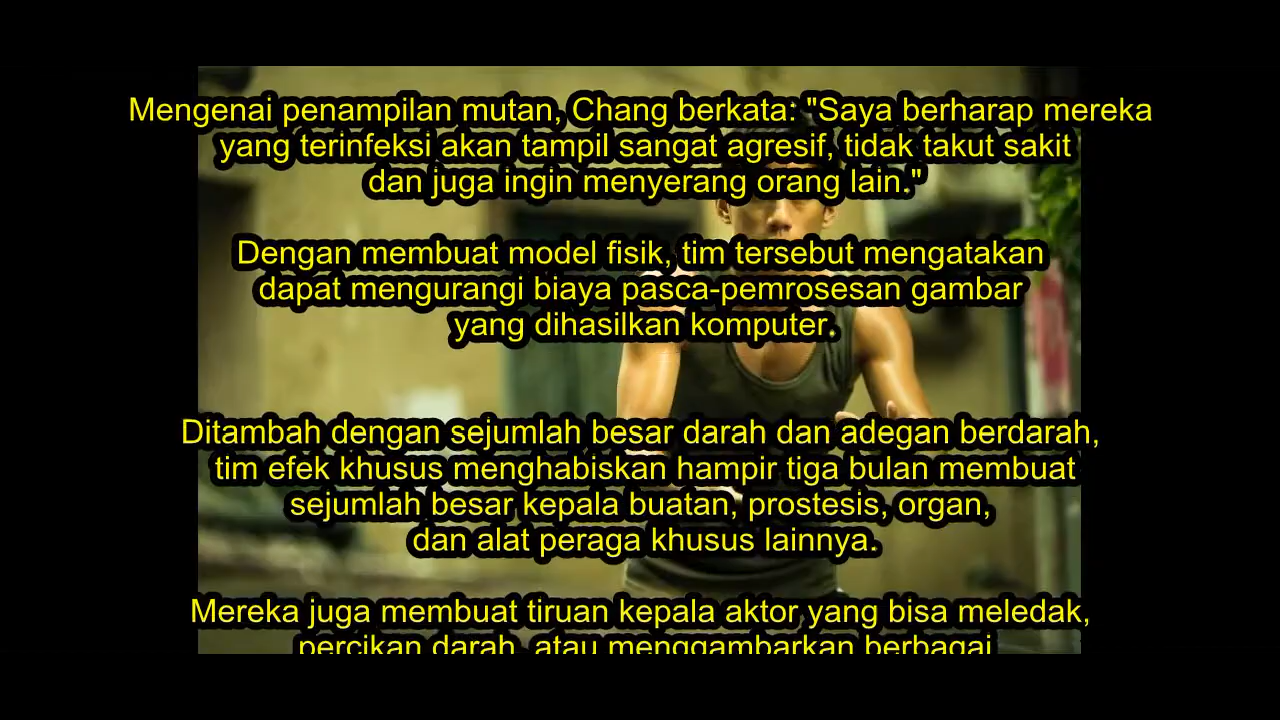 Mengenai penampilan mutan, Chang berkata: "Saya berharap mereka
yang terinfeksi akan tampil sangat agresif, tidak takut sakit
dan juga ingin menyerang orang lain."
Dengan membuat model fisik, tim tersebut mengatakan
dapat mengurangi biaya pasca-pemrosesan gambar
yang dihasilkan komputer.
Ditambah dengan sejumlah besar darah dan adegan berdarah,
tim efek khusus menghabiskan hampir tiga bulan membuat
sejumlah besar kepala buatan, prostesis, organ,
dan alat peraga khusus lainnya.
Mereka juga membuat tiruan kepala aktor yang bisa meledak,
percikan darah, atau menggambarkan berbagai